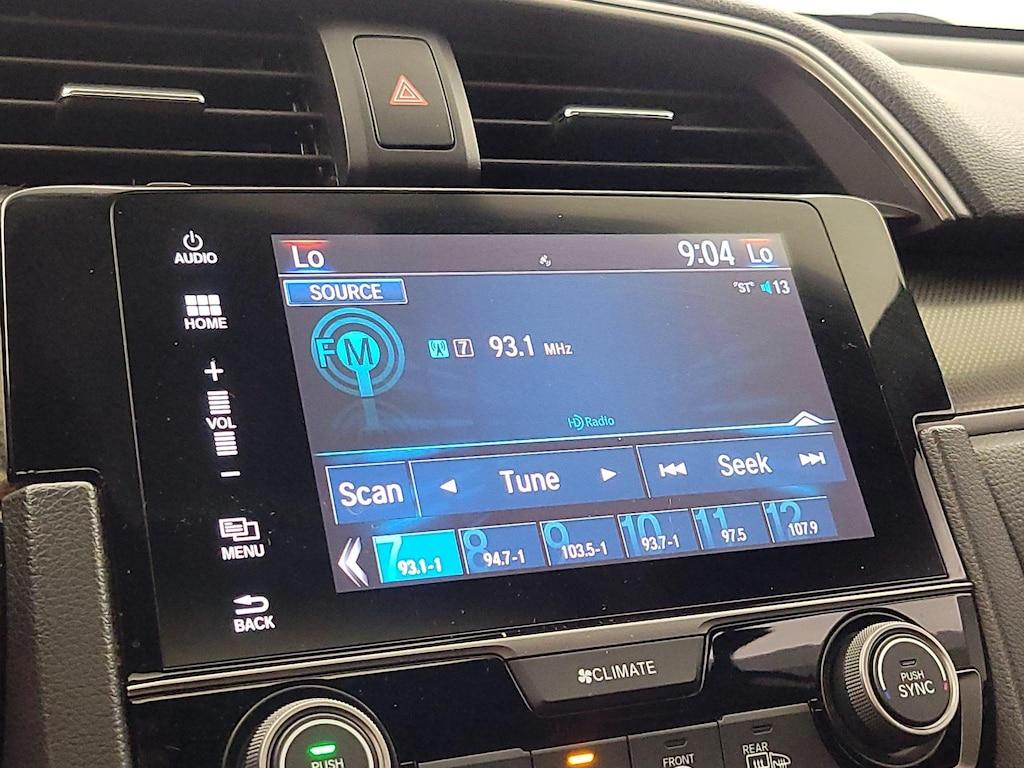 AUDIO
HOME
+
VOL
-
MENU
BACK
Lo 9:04 Lo
SOURCE
"ST" 13
FM
7 93.1 MHz
HD Radio
Scan
Tune
Seek
7 93.1-1
8 94.7-1
9 103.5-1
10 93.7-1
11 97.5
12 107.9
CLIMATE
PUSH
SYNC
PUSH
FRONT
REAR